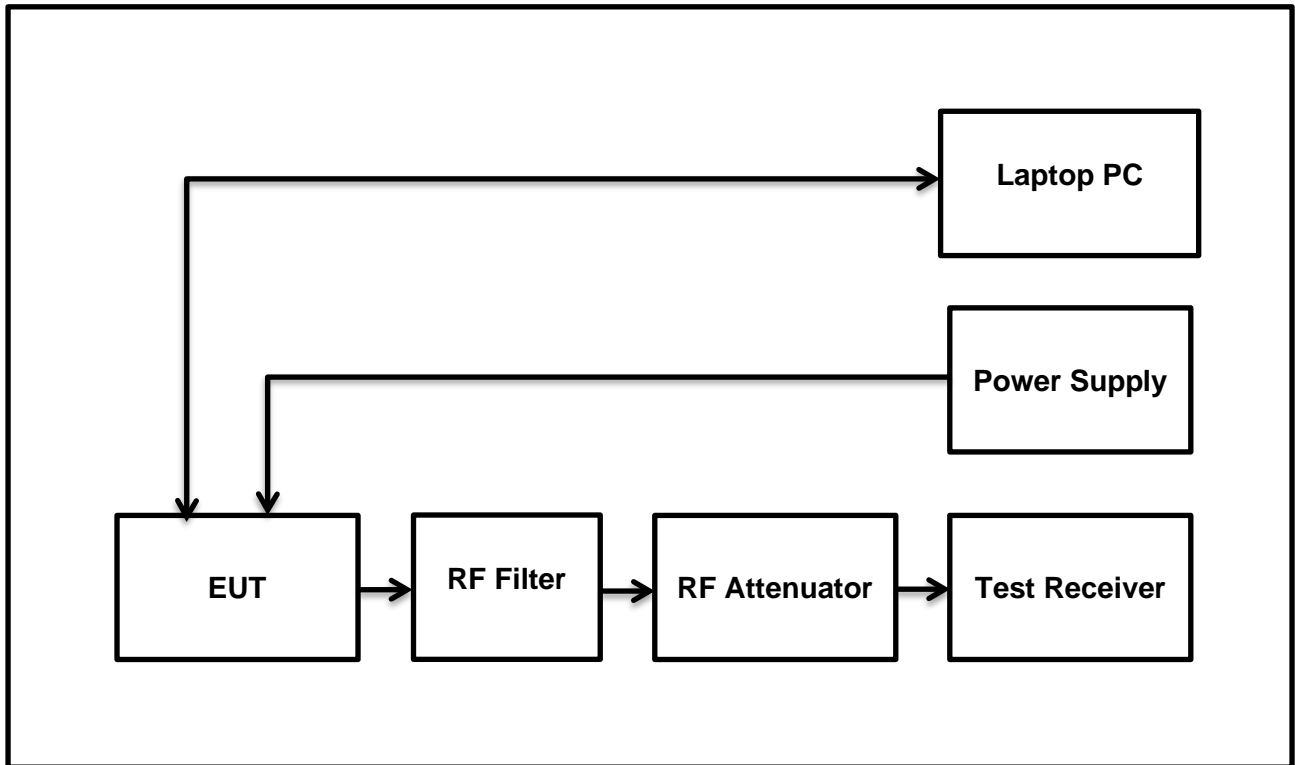 Laptop PC
Power Supply
EUT
RF Filter
RF Attenuator
Test Receiver